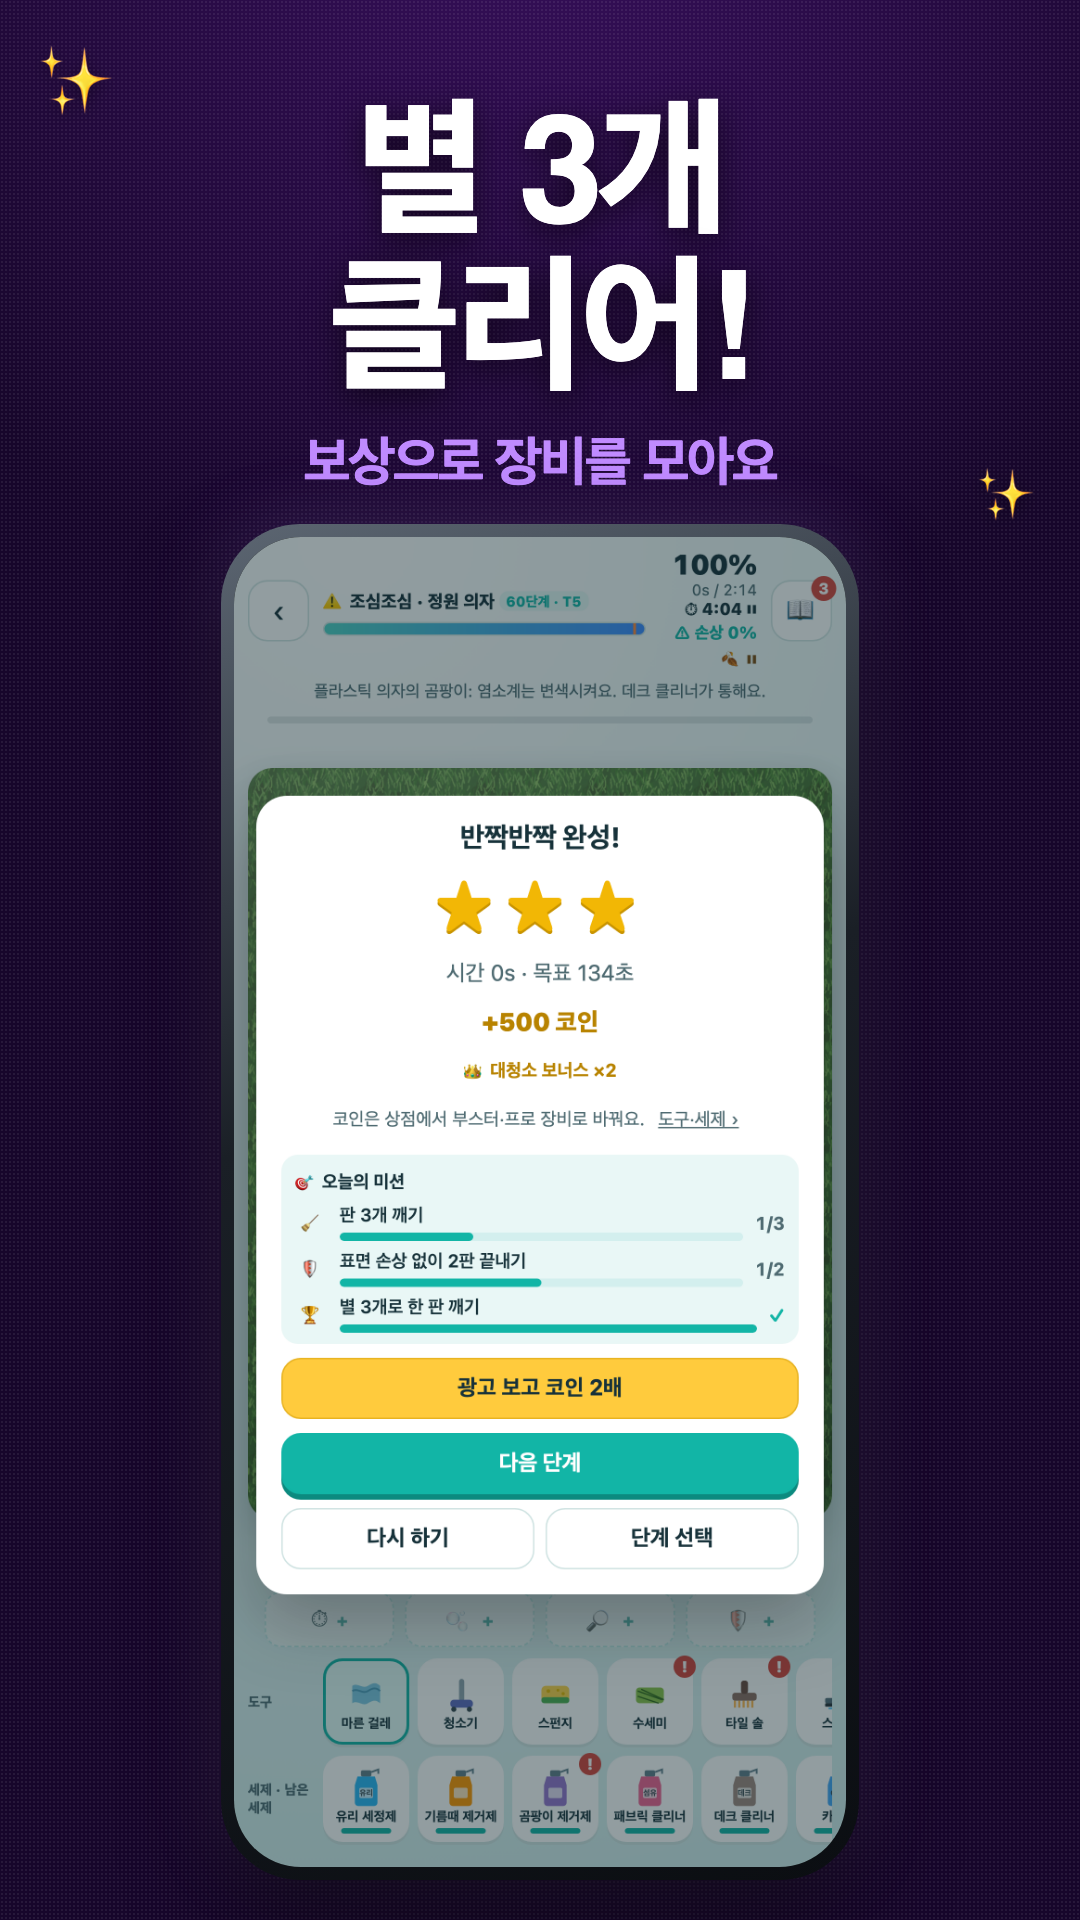 별 3개
클리어!
보상으로 장비를 모아요
100%
조심조심 · 정원 의자 60단계 · T5
0s / 2:14
4:04
손상 0%
3
플라스틱 의자의 곰팡이: 염소계는 변색시켜요. 데크 클리너가 통해요.
반짝반짝 완성!
시간 0s · 목표 134초
+500 코인
대청소 보너스 ×2
코인은 상점에서 부스터·프로 장비로 바꿔요. 도구·세제 ›
오늘의 미션
판 3개 깨기
1/3
표면 손상 없이 2판 끝내기
1/2
별 3개로 한 판 깨기
광고 보고 코인 2배
다음 단계
다시 하기
단계 선택
+ + + +
도구
마른 걸레
청소기
스펀지
! 수세미
! 타일 솔
세제 · 남은
세제
유리
유리 세정제
기름때 제거제
! 곰팡이 제거제
섬유
패브릭 클리너
데크
데크 클리너